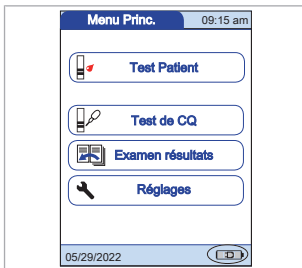 Menu Princ. 09:15 am
Test Patient
Test de CQ
Examen résultats
Réglages
05/29/2022